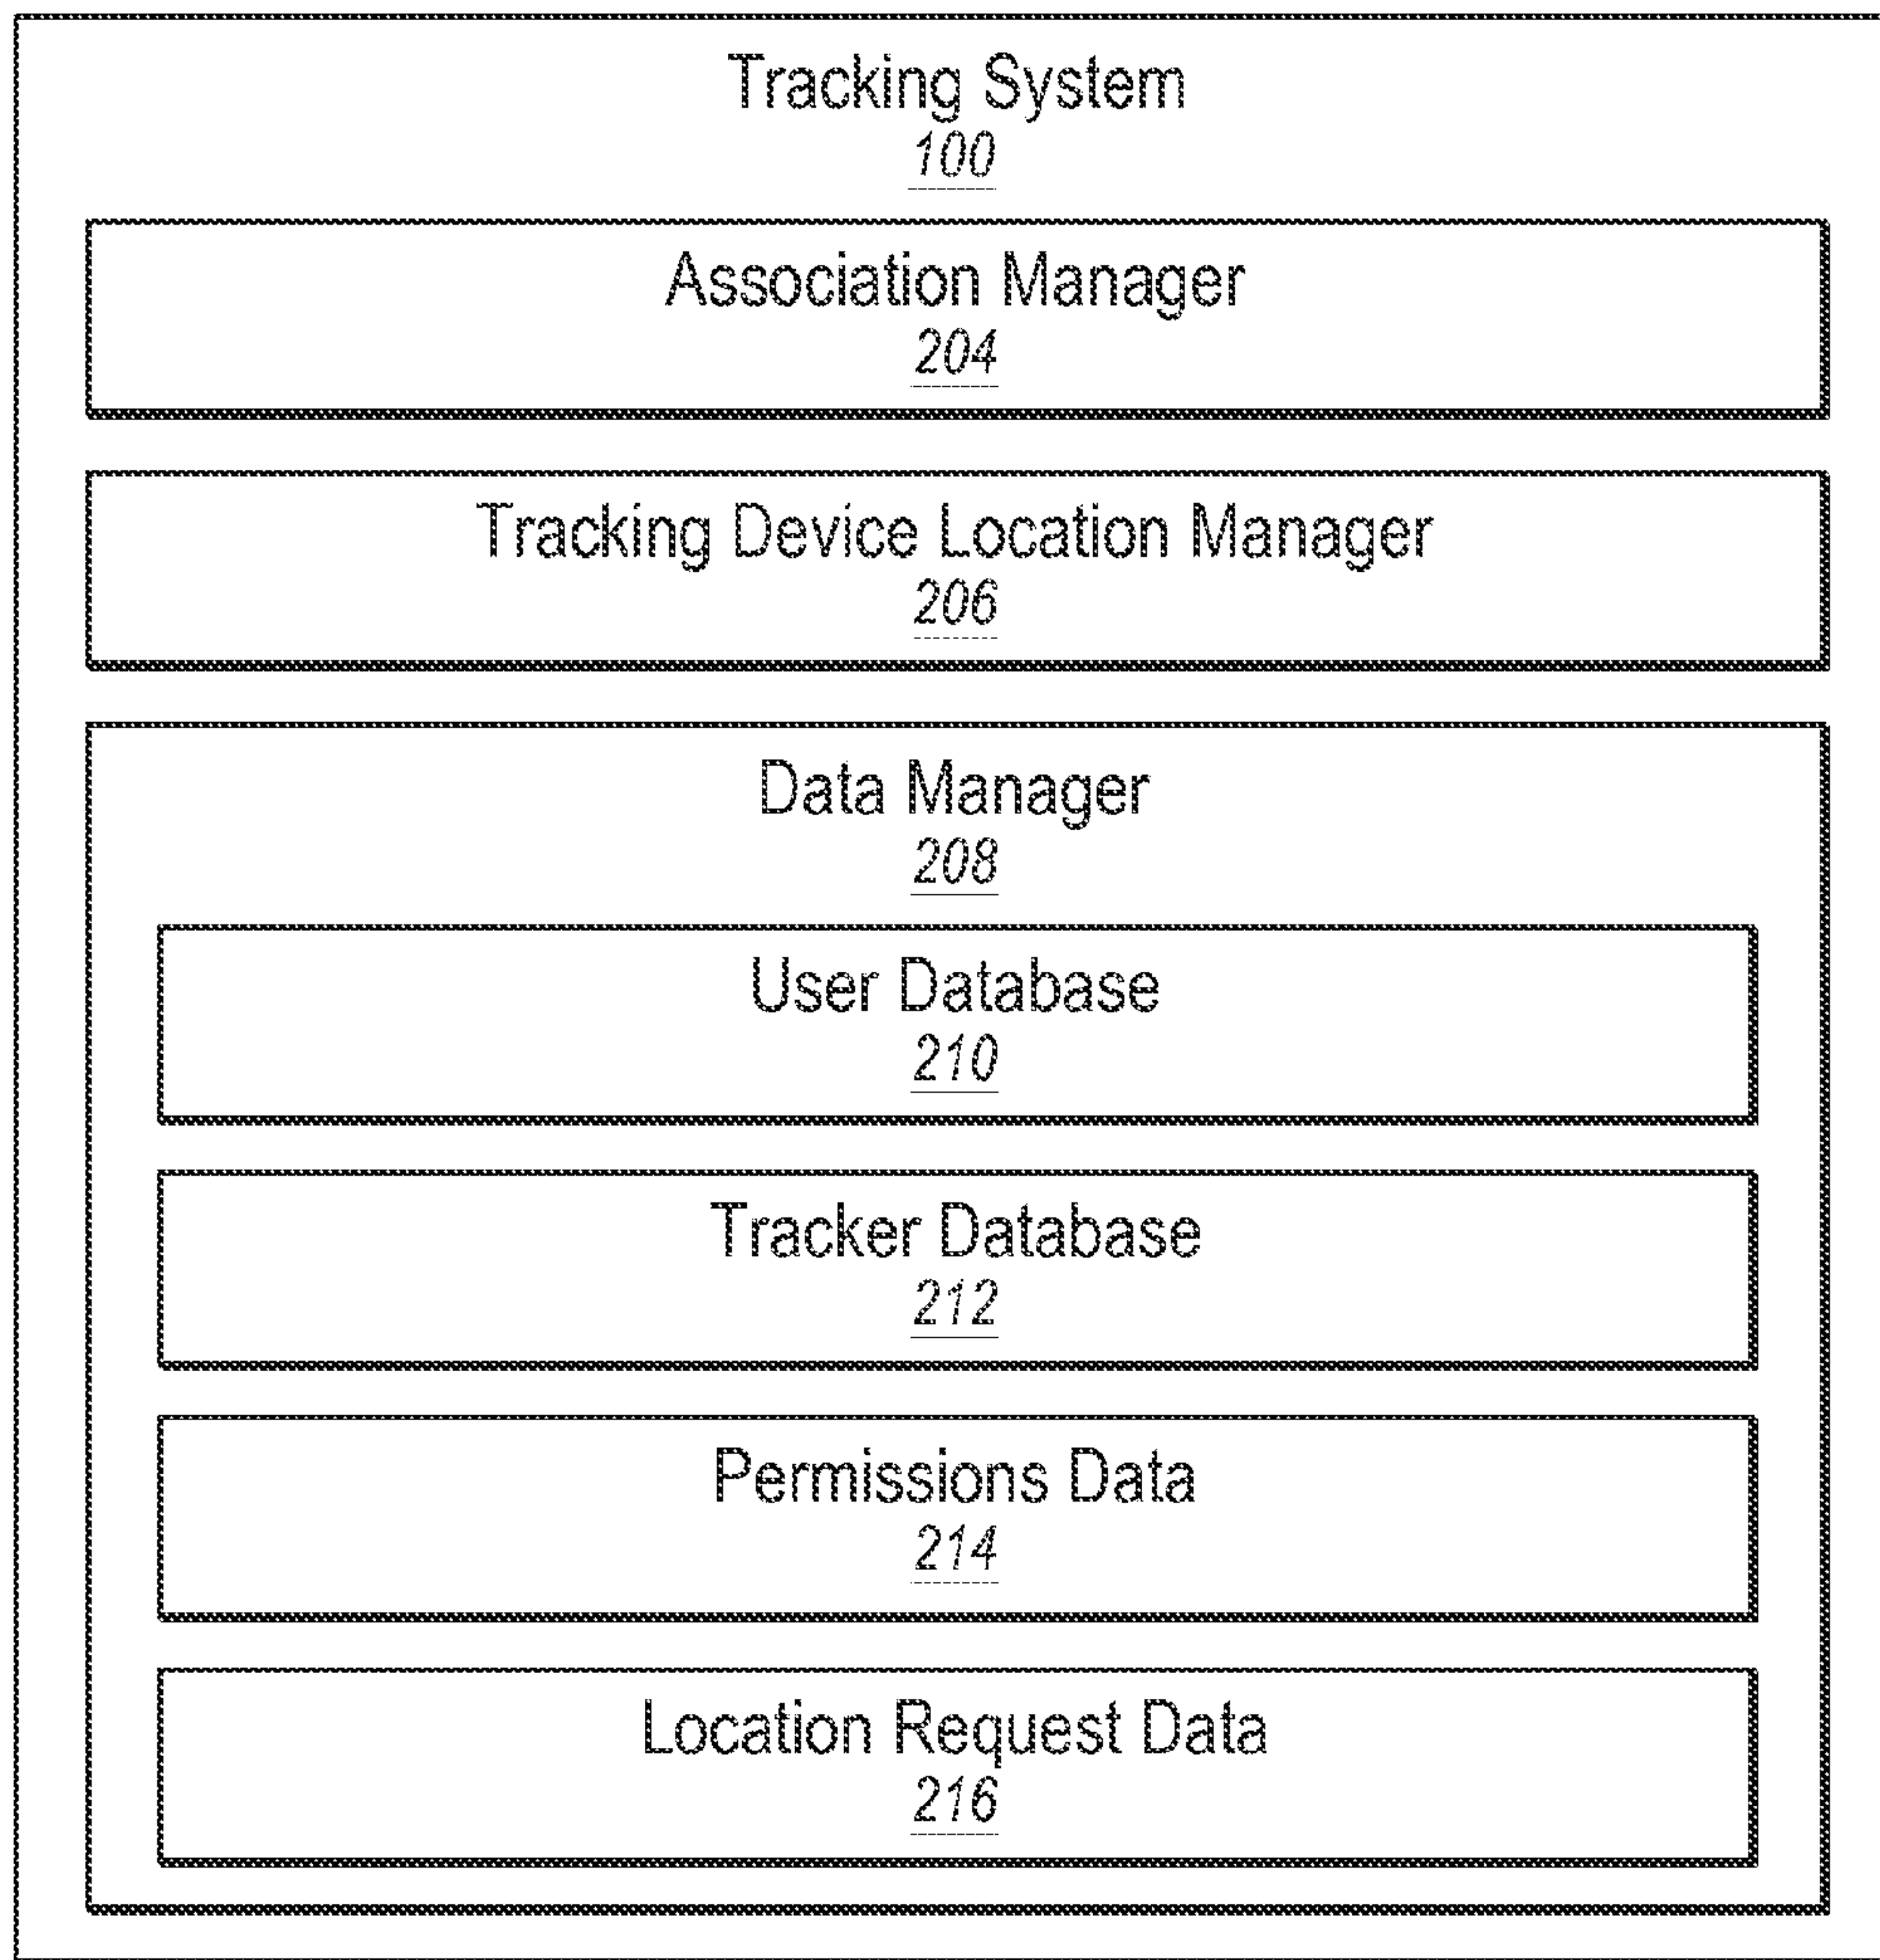 Tracking System
100
Association Manager
204
Tracking Device Location Manager
206
Data Manager
208
User Database
210
Tracker Database
212
Permissions Data
214
Location Request Data
216